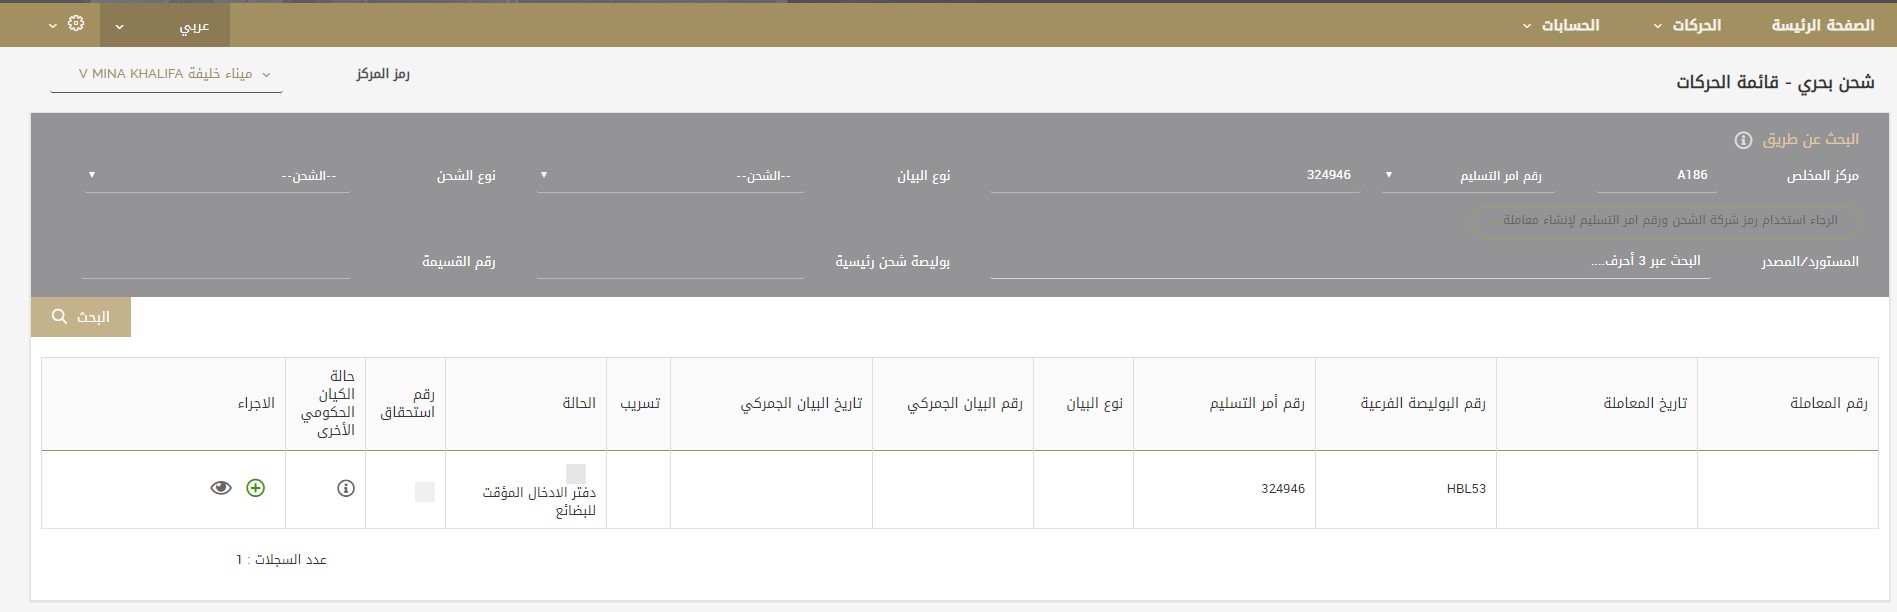 الصفحة الرئيسة
الحركات
الحسابات
عربي
شحن بحري - قائمة الحركات
رمز المركز
ميناء خليفة V MINA KHALIFA
البحث عن طريق
مركز المخلص
A186
رقم امر التسليم
324946
نوع البيان
--الشحن--
نوع الشحن
--الشحن--
الرجاء استخدام رمز شركة الشحن ورقم امر التسليم لإنشاء معاملة
المستورد/المصدر
البحث عبر 3 أحرف....
بوليصة شحن رئيسية
رقم القسيمة
البحث
رقم المعاملة
تاريخ المعاملة
رقم البوليصة الفرعية
رقم أمر التسليم
نوع البيان
رقم البيان الجمركي
تاريخ البيان الجمركي
تسريب
الحالة
رقم
استحقاق
حالة
الكيان
الحكومي
الأخرى
الاجراء
HBL53
324946
دفتر الادخال المؤقت
للبضائع
عدد السجلات : 1